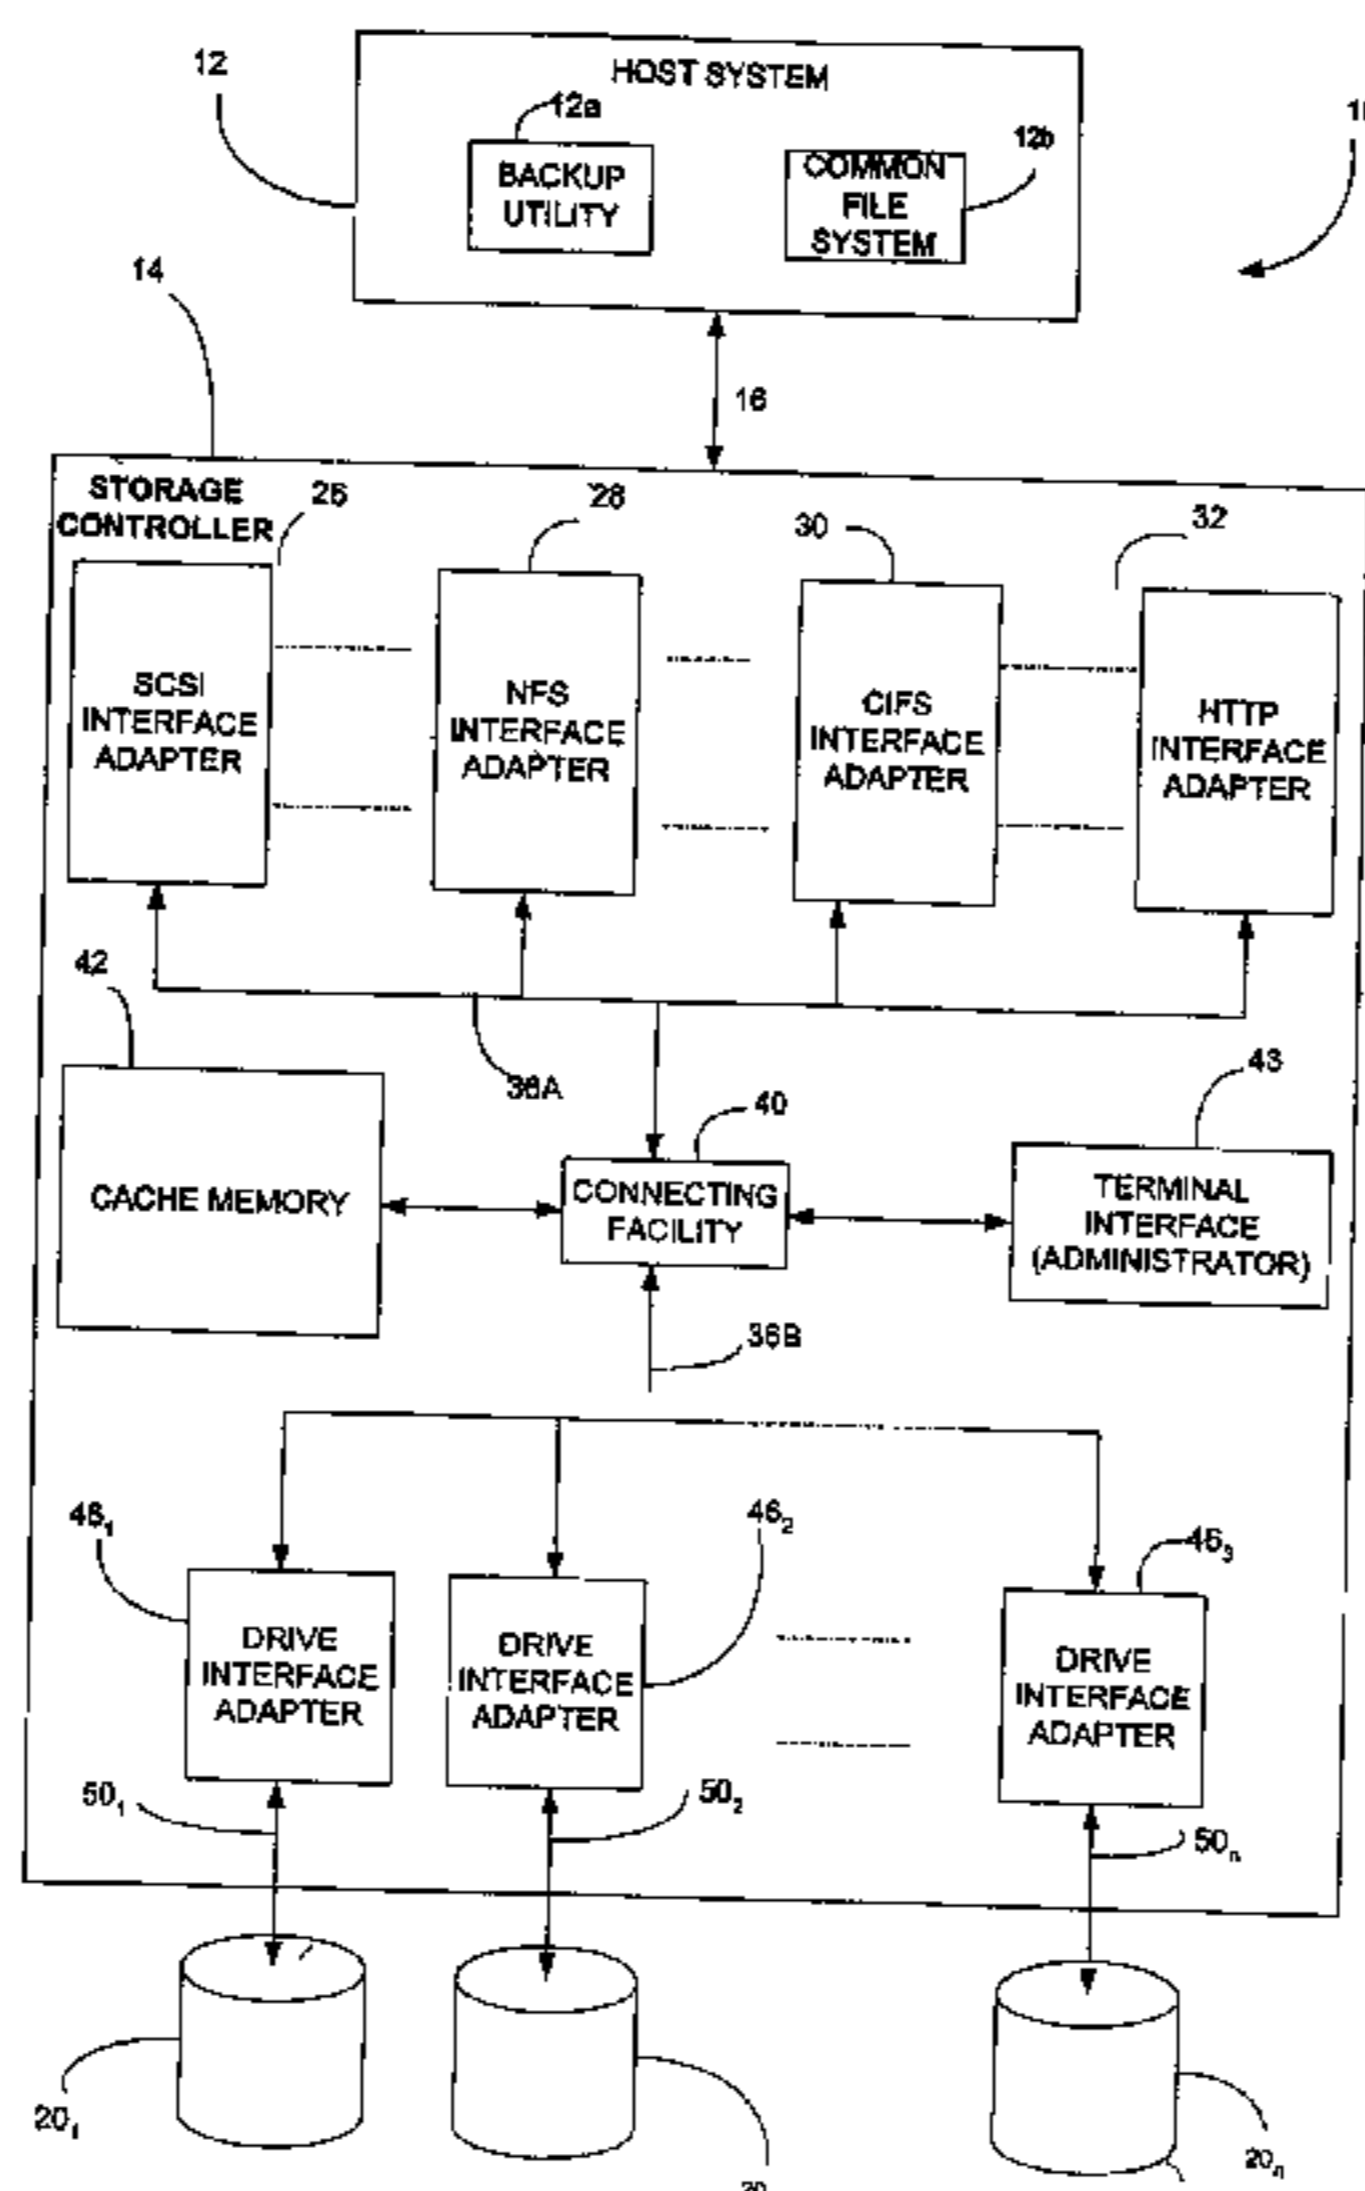 12
HOST SYSTEM
12a
12b
BACKUP
UTILITY
COMMON
FILE
SYSTEM
14
16
STORAGE
CONTROLLER
26
28
30
32
SCSI
INTERFACE
ADAPTER
NFS
INTERFACE
ADAPTER
CIFS
INTERFACE
ADAPTER
HTTP
INTERFACE
ADAPTER
42
36A
40
43
CACHE MEMORY
CONNECTING
FACILITY
TERMINAL
INTERFACE
(ADMINISTRATOR)
36B
46₁
46₂
46₃
DRIVE
INTERFACE
ADAPTER
DRIVE
INTERFACE
ADAPTER
DRIVE
INTERFACE
ADAPTER
50₁
50₂
50ₙ
20₁
20ₙ